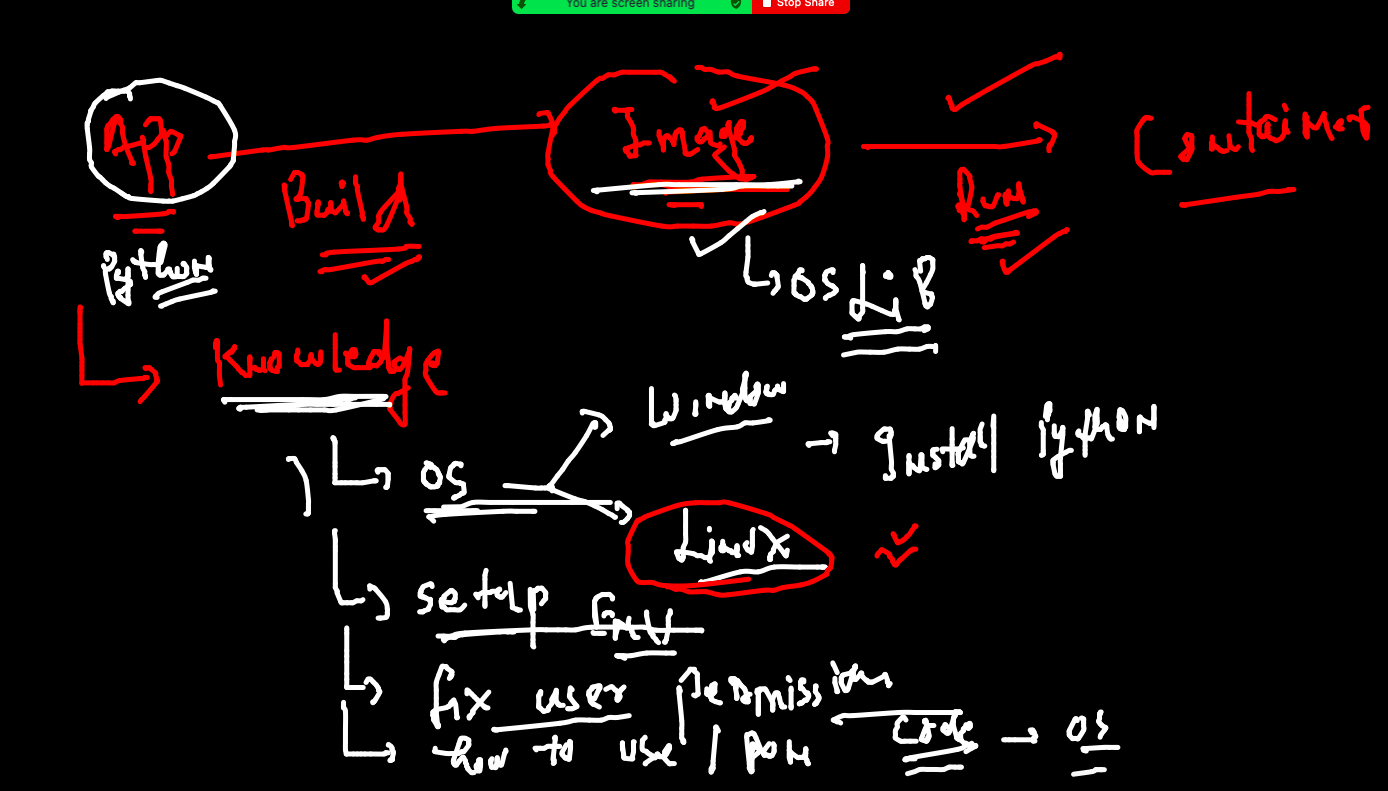 You are screen sharing Stop Share
App Image Container
Build Run
Python
OS LiB
Knowledge
Window
→ Install Python
OS
Linux
setup Env
fix user permission
how to use / run code → OS